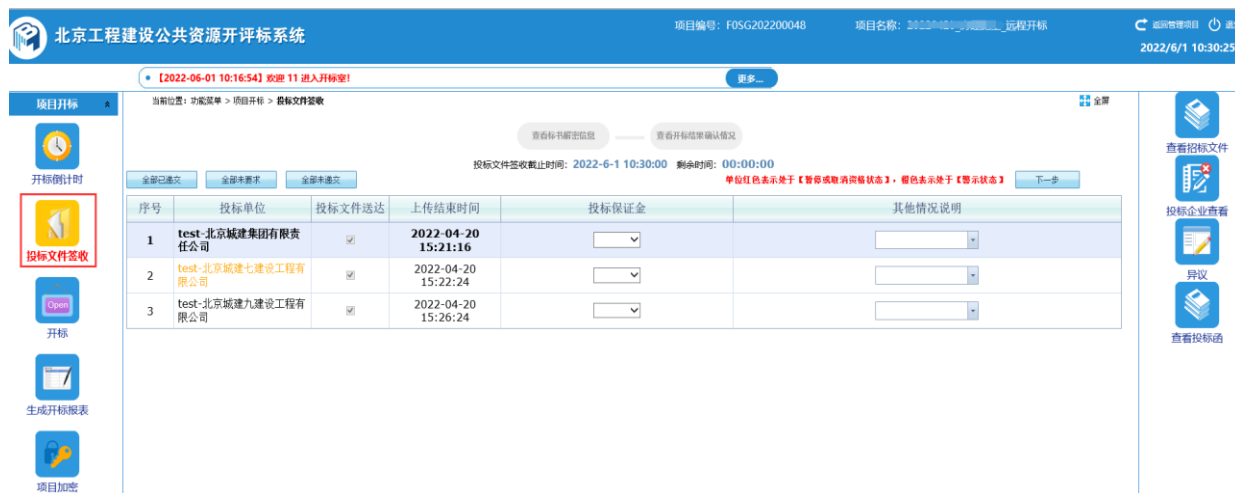 北京工程建设公共资源开评标系统
项目编号：F0SG202200048
项目名称：
远程开标
返回管理项目
2022/6/1 10:30:25
【2022-06-01 10:16:54】欢迎 11 进入开标室！
更多...
项目开标
当前位置：功能菜单 > 项目开标 > 投标文件签收
全屏
查看标书解密信息
查看开标结果确认情况
投标文件签收截止时间：2022-6-1 10:30:00 剩余时间：00:00:00
全部已递交
全部未要求
全部未递交
单位红色表示处于【暂停或取消资格状态】，橙色表示处于【警示状态】
下一步
序号 投标单位 投标文件送达 上传结束时间 投标保证金 其他情况说明
1 test-北京城建集团有限责任公司 2022-04-20 15:21:16
2 test-北京城建七建设工程有限公司 2022-04-20 15:22:24
3 test-北京城建九建设工程有限公司 2022-04-20 15:26:24
开标倒计时
投标文件签收
Open
开标
生成开标报表
项目加密
查看招标文件
投标企业查看
异议
查看投标函